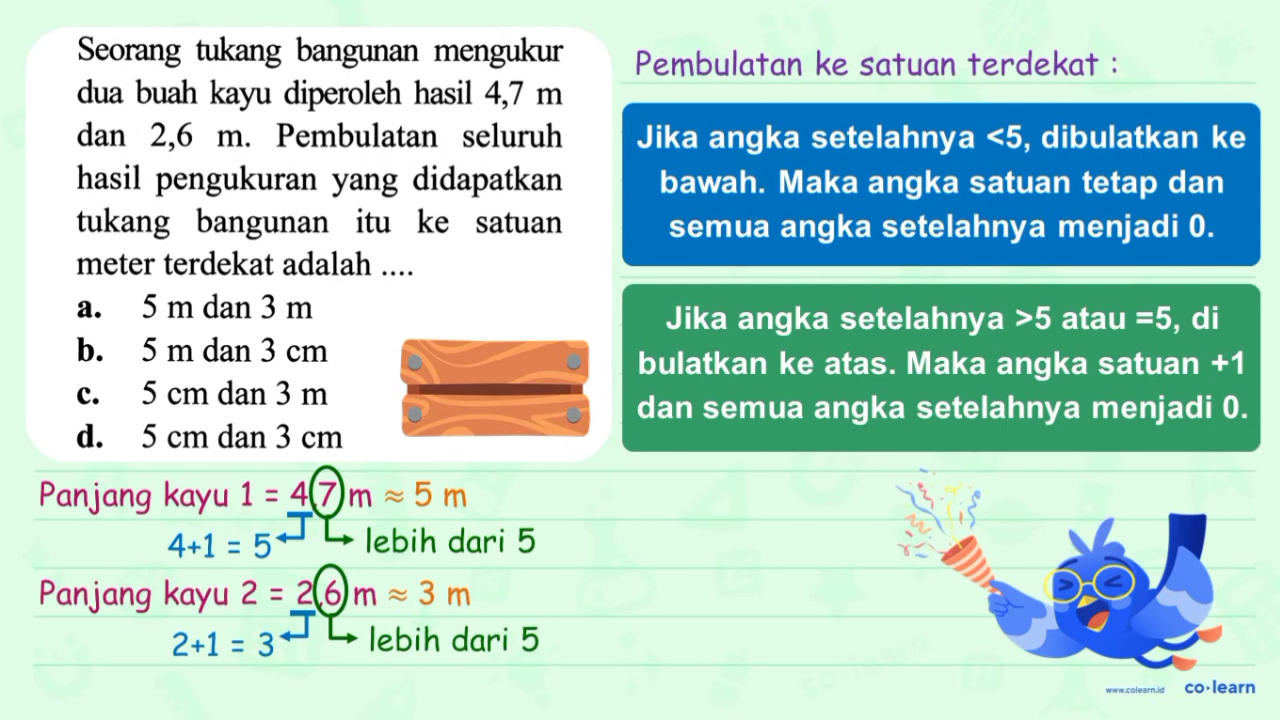 Seorang tukang bangunan mengukur
dua buah kayu diperoleh hasil 4,7 m
dan 2,6 m. Pembulatan seluruh
hasil pengukuran yang didapatkan
tukang bangunan itu ke satuan
meter terdekat adalah ....
a. 5 m dan 3 m
b. 5 m dan 3 cm
c. 5 cm dan 3 m
d. 5 cm dan 3 cm
Pembulatan ke satuan terdekat :
Jika angka setelahnya <5, dibulatkan ke
bawah. Maka angka satuan tetap dan
semua angka setelahnya menjadi 0.
Jika angka setelahnya >5 atau =5, di
bulatkan ke atas. Maka angka satuan +1
dan semua angka setelahnya menjadi 0.
Panjang kayu 1 = 4,7 m ≈ 5 m
4+1 = 5 lebih dari 5
Panjang kayu 2 = 2,6 m ≈ 3 m
2+1 = 3 lebih dari 5
www.colearn.id co·learn